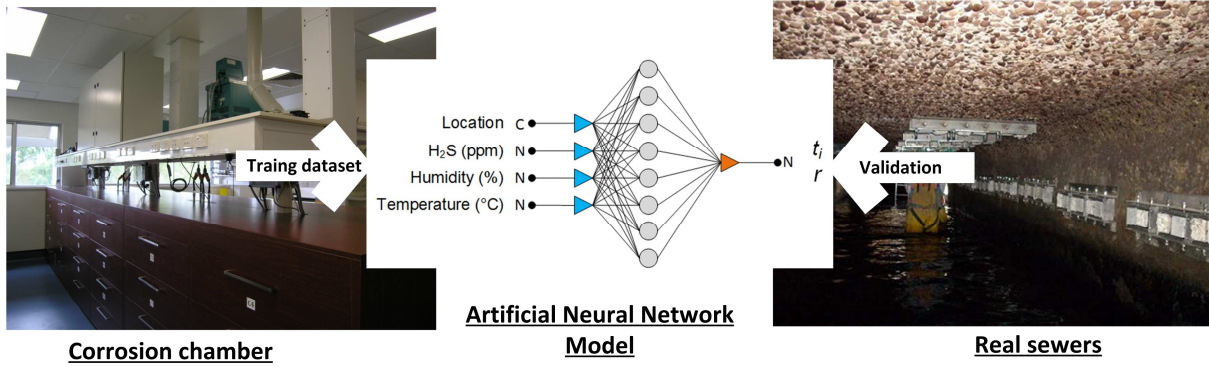 Traing dataset
Location C
H₂S (ppm) N
Humidity (%) N
Temperature (°C) N
N
tᵢ
r
Validation
Corrosion chamber
Artificial Neural Network
Model
Real sewers